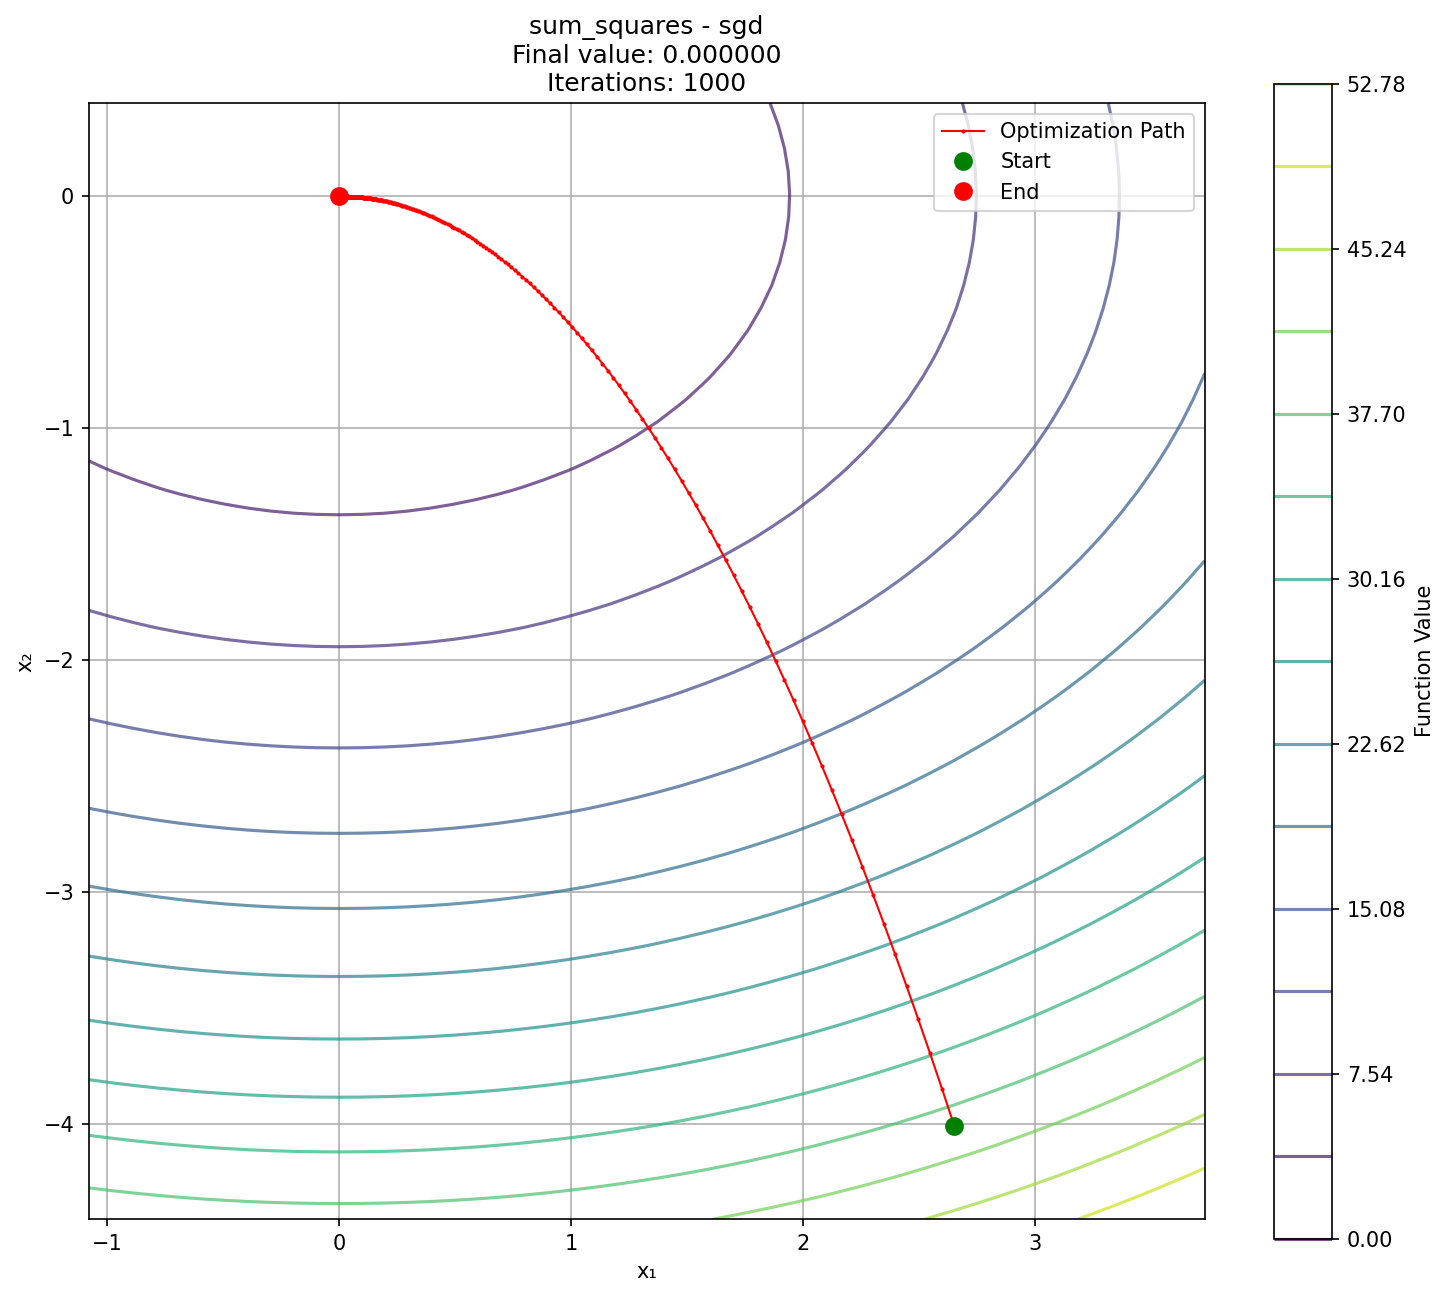 sum_squares - sgd
Final value: 0.000000
Iterations: 1000
Optimization Path
Start
End
0
−1
−2
−3
−4
x₂
−1
0
1
2
3
x₁
52.78
45.24
37.70
30.16
22.62
15.08
7.54
0.00
Function Value